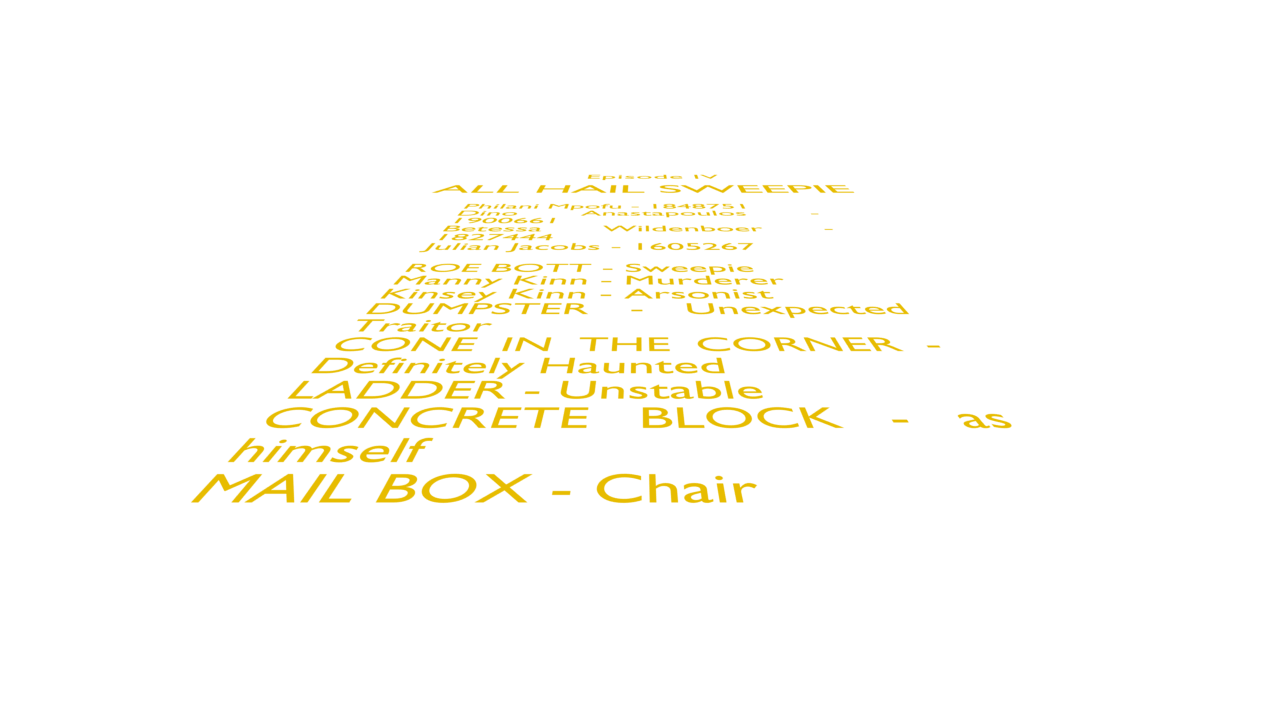 Episode IV
ALL HAIL SWEEPIE
Philani Mpofu - 1848751
Dino Anastapoulos -
1900661
Betessa Wildenboer -
1827444
Julian Jacobs - 1605267
ROE BOTT - Sweepie
Manny Kinn - Murderer
Kinsey Kinn - Arsonist
DUMPSTER - Unexpected
Traitor
CONE IN THE CORNER -
Definitely Haunted
LADDER - Unstable
CONCRETE BLOCK - as
himself
MAIL BOX - Chair